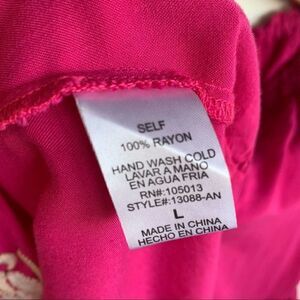 SELF
100% RAYON
HAND WASH COLD
LAVAR A MANO
EN AGUA FRIA
RN#:105013
STYLE#:13088-AN
L
MADE IN CHINA
HECHO EN CHINA